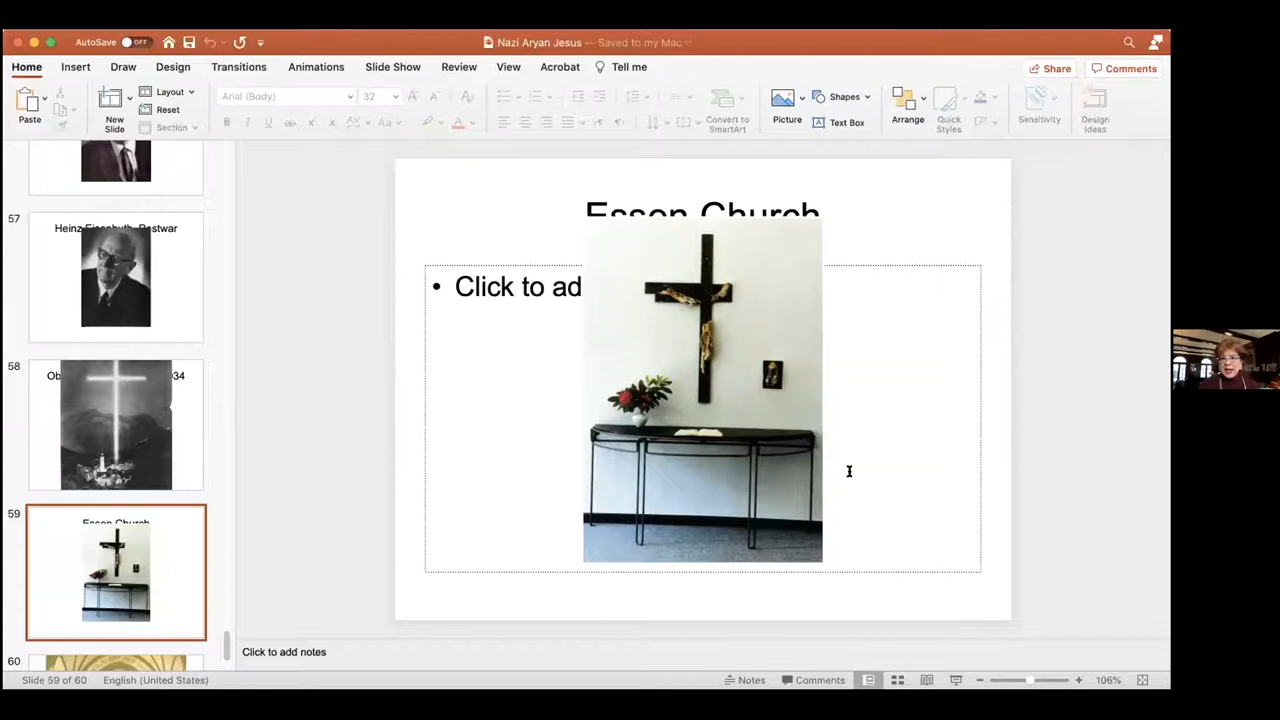 AutoSave OFF
Nazi Aryan Jesus — Saved to my Mac
Home Insert Draw Design Transitions Animations Slide Show Review View Acrobat Tell me
Share Comments
Paste
New Slide
Layout
Reset
Section
Arial (Body) 32
Convert to SmartArt
Picture
Shapes
Text Box
Arrange
Quick Styles
Sensitivity
Design Ideas
57
Heinz Postwar
58
Ob 34
59
Essen Church
60
Essen Church
• Click to ad
Click to add notes
Slide 59 of 60 English (United States) Notes Comments 106%